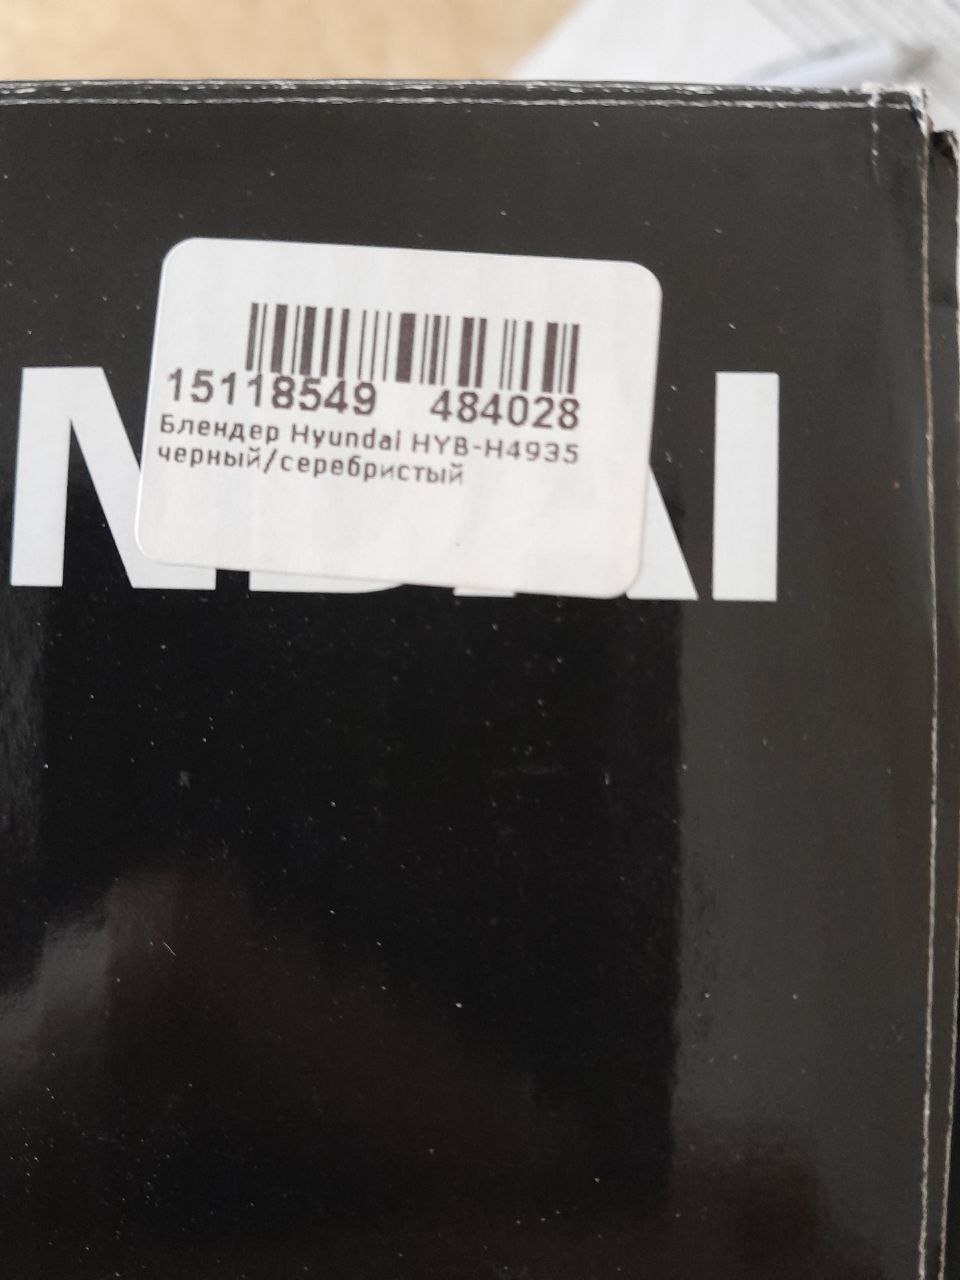 15118549 484028
Блендер Hyundai HYB-H4935
черный/серебристый